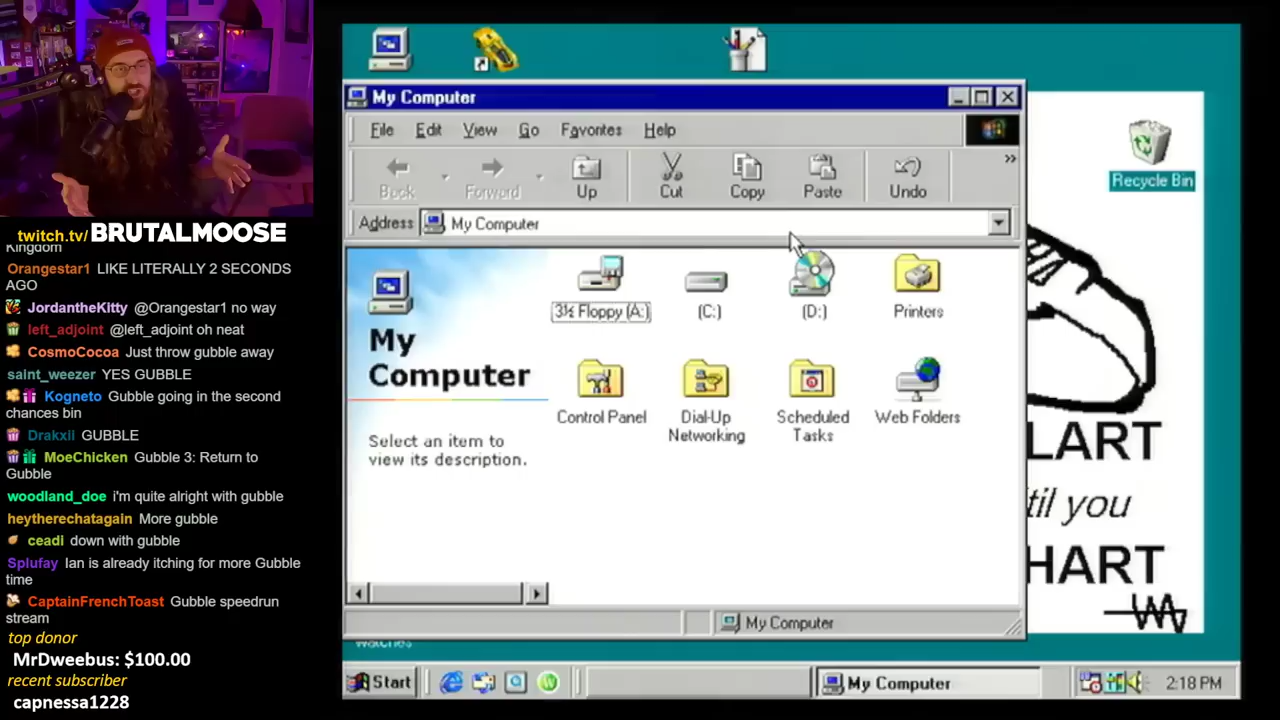 My Computer
File Edit View Go Favorites Help
Back Forward Up Cut Copy Paste Undo
Address My Computer
My
Computer
Select an item to
view its description.
3½ Floppy (A:) (C:) (D:) Printers
Control Panel Dial-Up
Networking Scheduled
Tasks Web Folders
My Computer
Recycle Bin
LART
til you
HART
Start My Computer 2:18 PM
twitch.tv/BRUTALMOOSE
Kingdom
Orangestar1 LIKE LITERALLY 2 SECONDS
AGO
JordantheKitty @Orangestar1 no way
left_adjoint @left_adjoint oh neat
CosmoCocoa Just throw gubble away
saint_weezer YES GUBBLE
Kogneto Gubble going in the second
chances bin
Drakxii GUBBLE
MoeChicken Gubble 3: Return to
Gubble
woodland_doe i'm quite alright with gubble
heytherechatagain More gubble
ceadi down with gubble
Splufay Ian is already itching for more Gubble
time
CaptainFrenchToast Gubble speedrun
stream
top donor
MrDweebus: $100.00
recent subscriber
capnessa1228